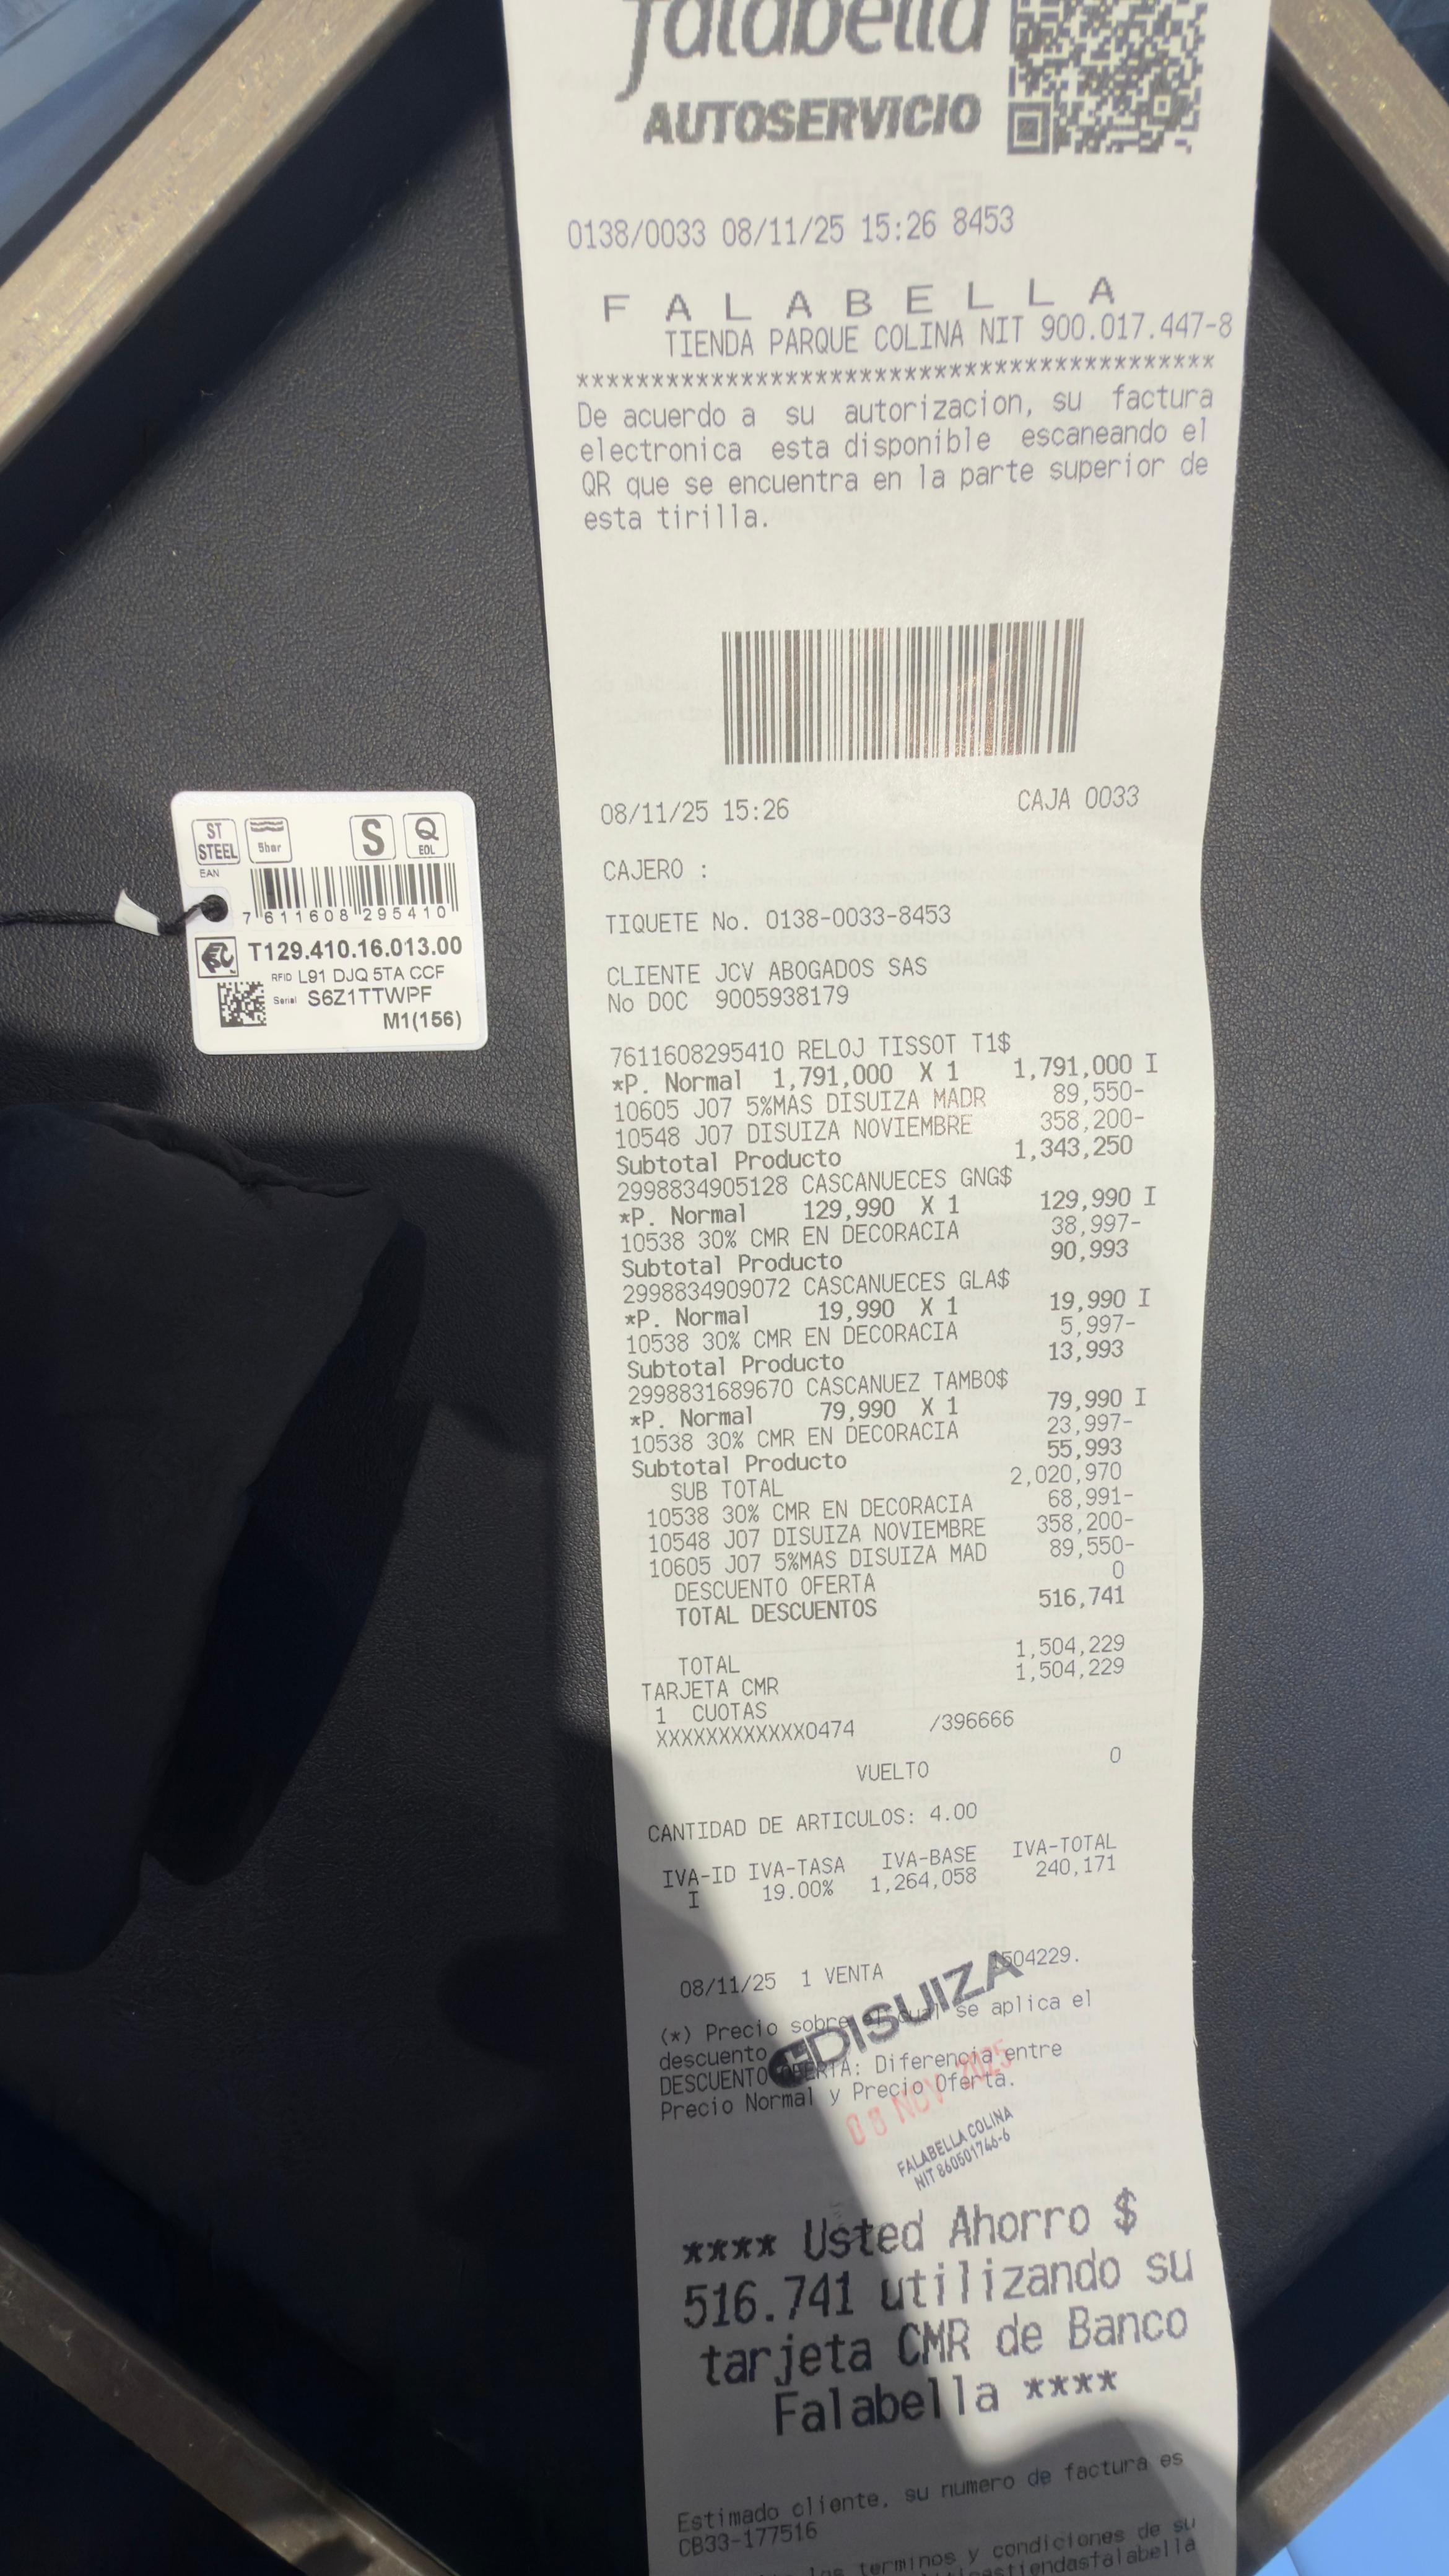 falabella
AUTOSERVICIO
0138/0033 08/11/25 15:26 8453
F A L A B E L L A
TIENDA PARQUE COLINA NIT 900.017.447-8
*******************************************
De acuerdo a su autorizacion, su factura
electronica esta disponible escaneando el
QR que se encuentra en la parte superior de
esta tirilla.
08/11/25 15:26 CAJA 0033
CAJERO :
TIQUETE No. 0138-0033-8453
CLIENTE JCV ABOGADOS SAS
No DOC 9005938179
7611608295410 RELOJ TISSOT T1$
*P. Normal 1,791,000 X 1 1,791,000 I
10605 J07 5%MAS DISUIZA MADR 89,550-
10548 J07 DISUIZA NOVIEMBRE 358,200-
Subtotal Producto 1,343,250
2998834905128 CASCANUECES GNG$
*P. Normal 129,990 X 1 129,990 I
10538 30% CMR EN DECORACIA 38,997-
Subtotal Producto 90,993
2998834909072 CASCANUECES GLA$
*P. Normal 19,990 X 1 19,990 I
10538 30% CMR EN DECORACIA 5,997-
Subtotal Producto 13,993
2998831689670 CASCANUEZ TAMBO$
*P. Normal 79,990 X 1 79,990 I
10538 30% CMR EN DECORACIA 23,997-
Subtotal Producto 55,993
SUB TOTAL 2,020,970
10538 30% CMR EN DECORACIA 68,991-
10548 J07 DISUIZA NOVIEMBRE 358,200-
10605 J07 5%MAS DISUIZA MAD 89,550-
DESCUENTO OFERTA 0
TOTAL DESCUENTOS 516,741
TOTAL 1,504,229
TARJETA CMR 1,504,229
1 CUOTAS
XXXXXXXXXXXX0474 /396666
VUELTO 0
CANTIDAD DE ARTICULOS: 4.00
IVA-ID IVA-TASA IVA-BASE IVA-TOTAL
I 19.00% 1,264,058 240,171
08/11/25 1 VENTA 1504229.
(*) Precio sobre el cual se aplica el
descuento
DESCUENTO OFERTA: Diferencia entre
Precio Normal y Precio Oferta.
DISUIZA
08 NOV 2025
FALABELLA COLINA
NIT 860501746-6
**** Usted Ahorro $
516.741 utilizando su
tarjeta CMR de Banco
Falabella ****
Estimado cliente, su numero de factura es
CB33-177516
los terminos y condiciones de su
ST STEEL
5bar
S
Q
EOL
EAN
7 611608 295410
T129.410.16.013.00
RFID L91 DJQ 5TA CCF
Serial S6Z1TTWPF
M1(156)